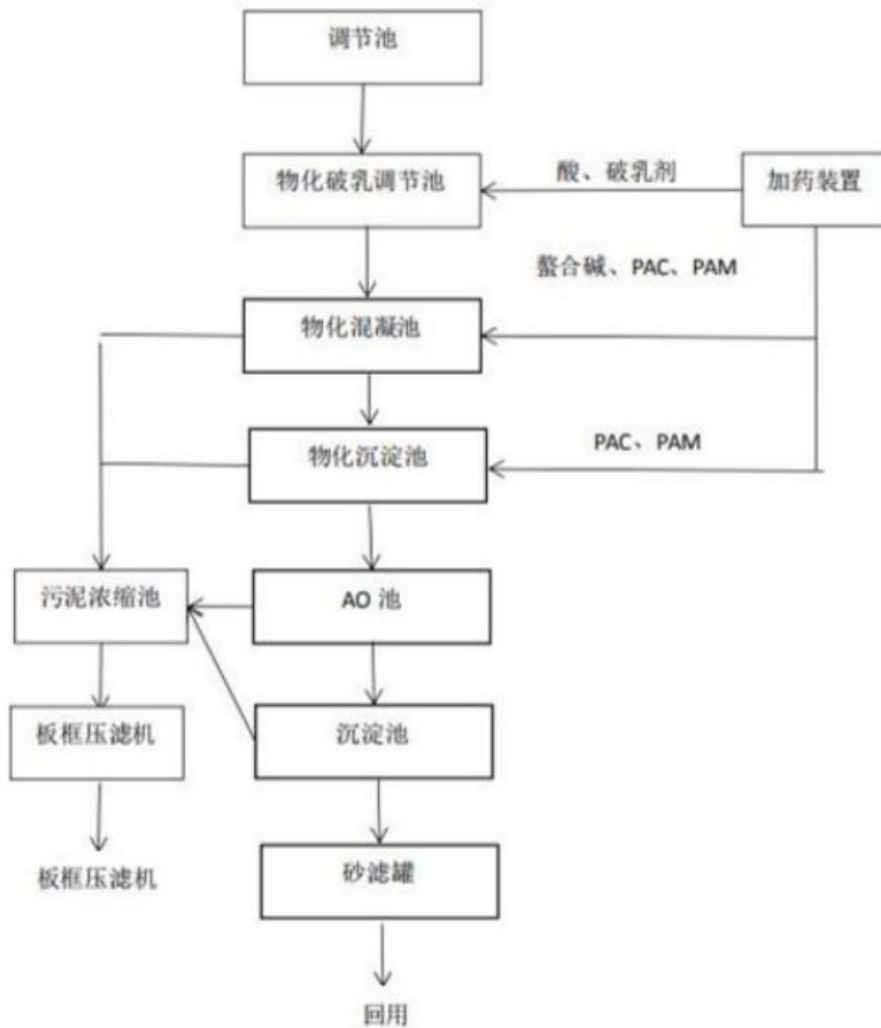 调节池
物化破乳调节池
酸、破乳剂
加药装置
螯合碱、PAC、PAM
物化混凝池
物化沉淀池
PAC、PAM
污泥浓缩池
AO 池
板框压滤机
沉淀池
板框压滤机
砂滤罐
回用